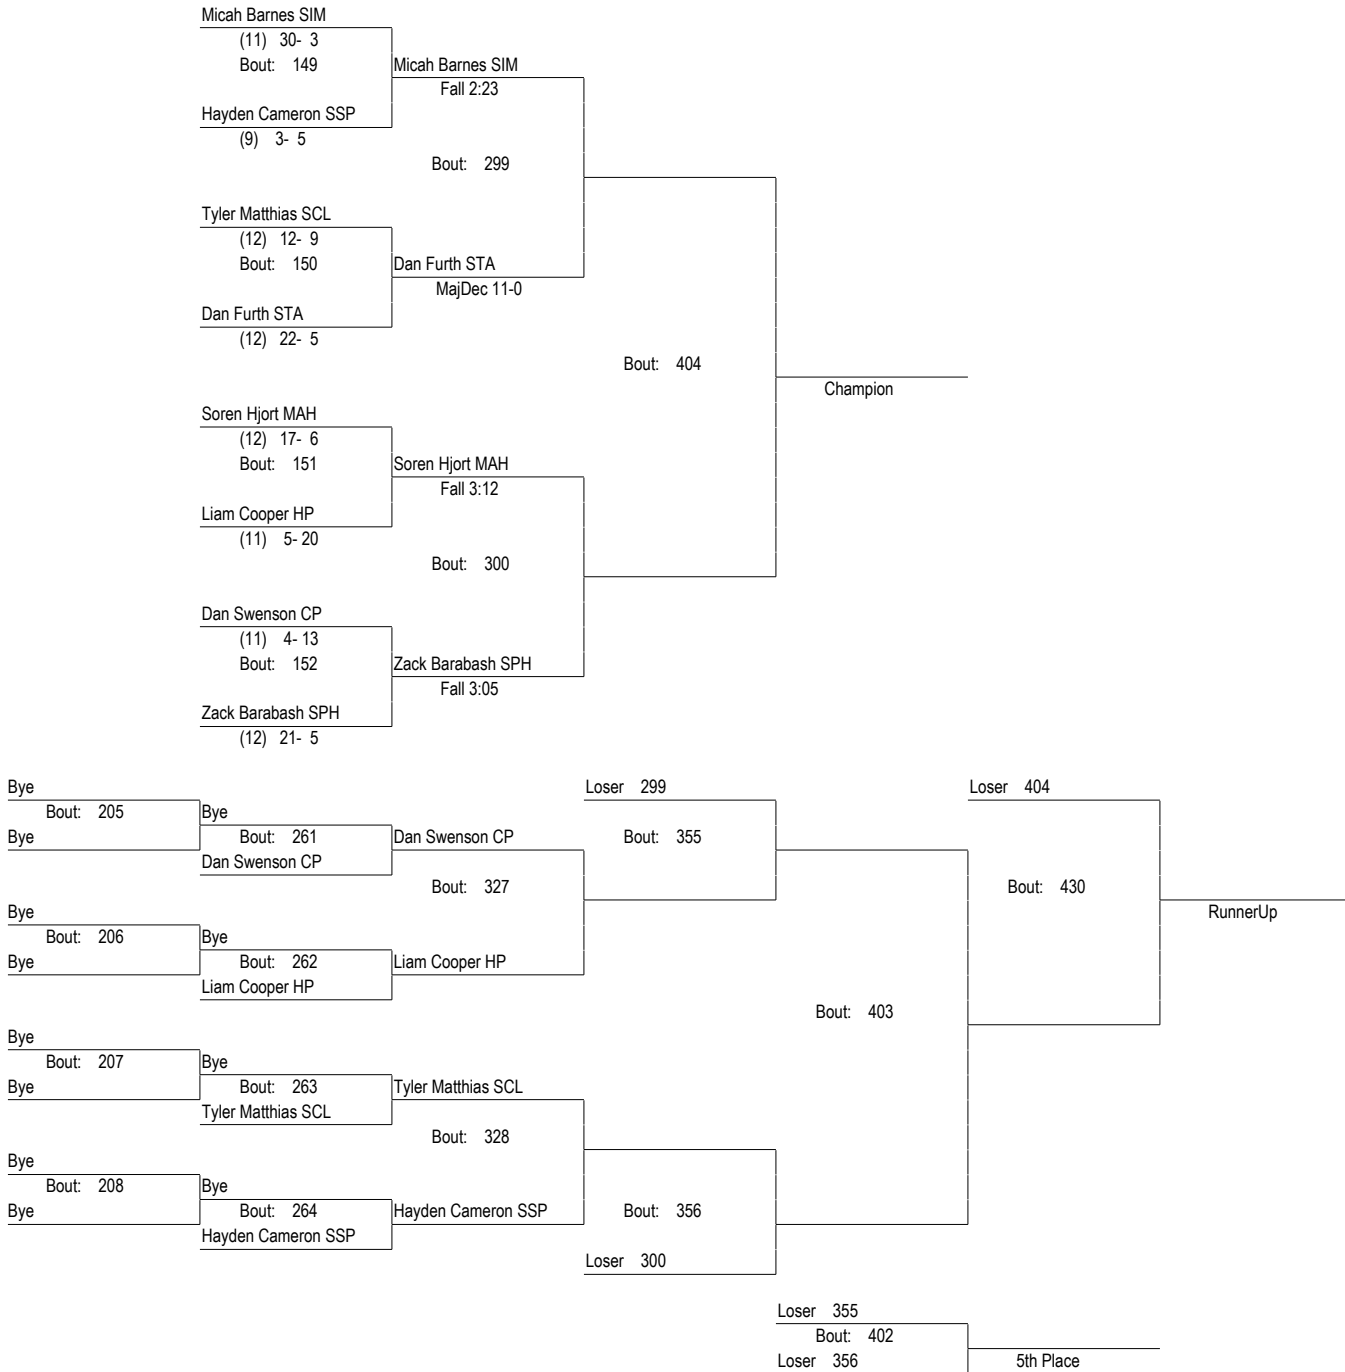 Micah Barnes SIM
(11) 30- 3
Bout: 149
Micah Barnes SIM
Fall 2:23
Hayden Cameron SSP
(9) 3- 5
Bout: 299
Tyler Matthias SCL
(12) 12- 9
Bout: 150
Dan Furth STA
MajDec 11-0
Dan Furth STA
(12) 22- 5
Bout: 404
Champion
Soren Hjort MAH
(12) 17- 6
Bout: 151
Soren Hjort MAH
Fall 3:12
Liam Cooper HP
(11) 5- 20
Bout: 300
Dan Swenson CP
(11) 4- 13
Bout: 152
Zack Barabash SPH
Fall 3:05
Zack Barabash SPH
(12) 21- 5
Bye
Loser 299
Loser 404
Bout: 205
Bye
Bye
Bout: 261
Dan Swenson CP
Bout: 355
Dan Swenson CP
Bout: 327
Bout: 430
Bye
RunnerUp
Bout: 206
Bye
Bye
Bout: 262
Liam Cooper HP
Liam Cooper HP
Bout: 403
Bye
Bout: 207
Bye
Bye
Bout: 263
Tyler Matthias SCL
Tyler Matthias SCL
Bout: 328
Bye
Bout: 208
Bye
Bye
Bout: 264
Hayden Cameron SSP
Bout: 356
Hayden Cameron SSP
Loser 300
Loser 355
Bout: 402
Loser 356
5th Place